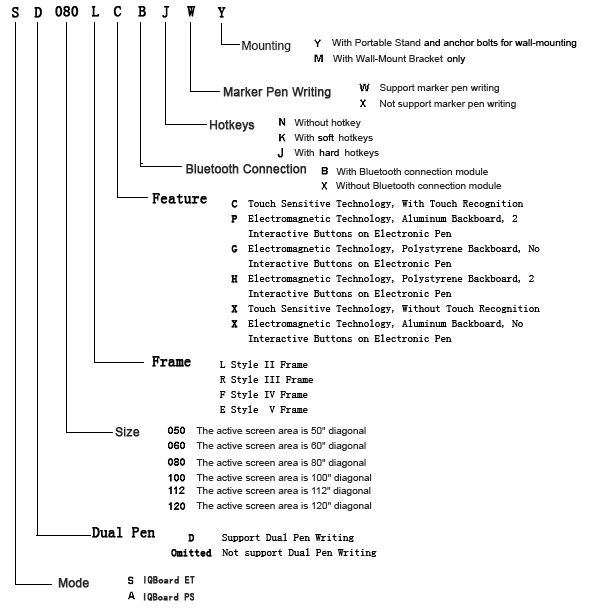 S D 080 L C B J W Y
Mounting
Y With Portable Stand and anchor bolts for wall-mounting
M With Wall-Mount Bracket only
Marker Pen Writing
W Support marker pen writing
X Not support marker pen writing
Hotkeys
N Without hotkey
K With soft hotkeys
J With hard hotkeys
Bluetooth Connection
B With Bluetooth connection module
X Without Bluetooth connection module
Feature
C Touch Sensitive Technology, With Touch Recognition
P Electromagnetic Technology, Aluminum Backboard, 2
Interactive Buttons on Electronic Pen
G Electromagnetic Technology, Polystyrene Backboard, No
Interactive Buttons on Electronic Pen
H Electromagnetic Technology, Polystyrene Backboard, 2
Interactive Buttons on Electronic Pen
X Touch Sensitive Technology, Without Touch Recognition
X Electromagnetic Technology, Aluminum Backboard, No
Interactive Buttons on Electronic Pen
Frame
L Style II Frame
R Style III Frame
F Style IV Frame
E Style V Frame
Size
050 The active screen area is 50" diagonal
060 The active screen area is 60" diagonal
080 The active screen area is 80" diagonal
100 The active screen area is 100" diagonal
112 The active screen area is 112" diagonal
120 The active screen area is 120" diagonal
Dual Pen
D Support Dual Pen Writing
Omitted Not support Dual Pen Writing
Mode
S IQBoard ET
A IQBoard PS